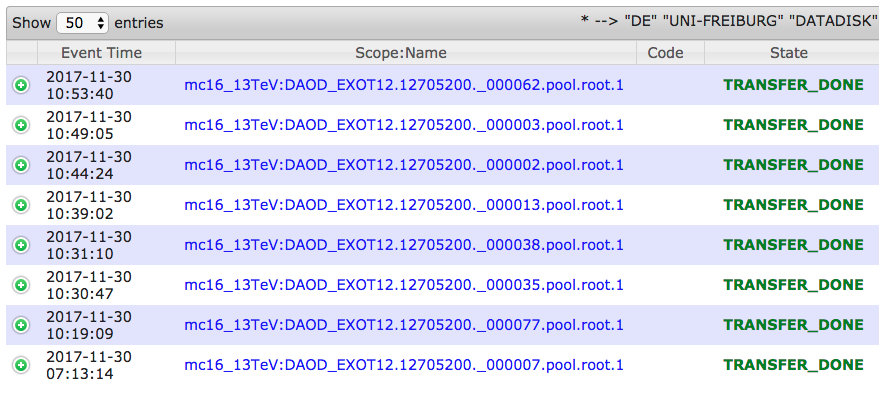 Show 50 entries * --> "DE" "UNI-FREIBURG" "DATADISK"
Event Time Scope:Name Code State
2017-11-30
10:53:40 mc16_13TeV:DAOD_EXOT12.12705200._000062.pool.root.1 TRANSFER_DONE
2017-11-30
10:49:05 mc16_13TeV:DAOD_EXOT12.12705200._000003.pool.root.1 TRANSFER_DONE
2017-11-30
10:44:24 mc16_13TeV:DAOD_EXOT12.12705200._000002.pool.root.1 TRANSFER_DONE
2017-11-30
10:39:02 mc16_13TeV:DAOD_EXOT12.12705200._000013.pool.root.1 TRANSFER_DONE
2017-11-30
10:31:10 mc16_13TeV:DAOD_EXOT12.12705200._000038.pool.root.1 TRANSFER_DONE
2017-11-30
10:30:47 mc16_13TeV:DAOD_EXOT12.12705200._000035.pool.root.1 TRANSFER_DONE
2017-11-30
10:19:09 mc16_13TeV:DAOD_EXOT12.12705200._000077.pool.root.1 TRANSFER_DONE
2017-11-30
07:13:14 mc16_13TeV:DAOD_EXOT12.12705200._000007.pool.root.1 TRANSFER_DONE